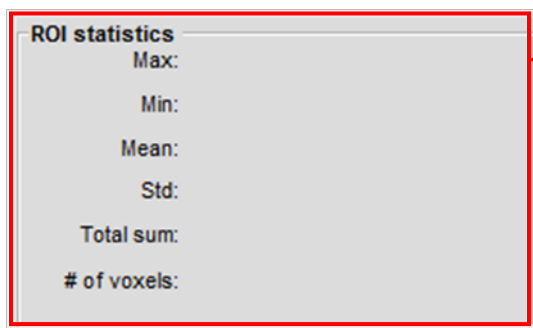 ROI statistics
Max:
Min:
Mean:
Std:
Total sum:
# of voxels: